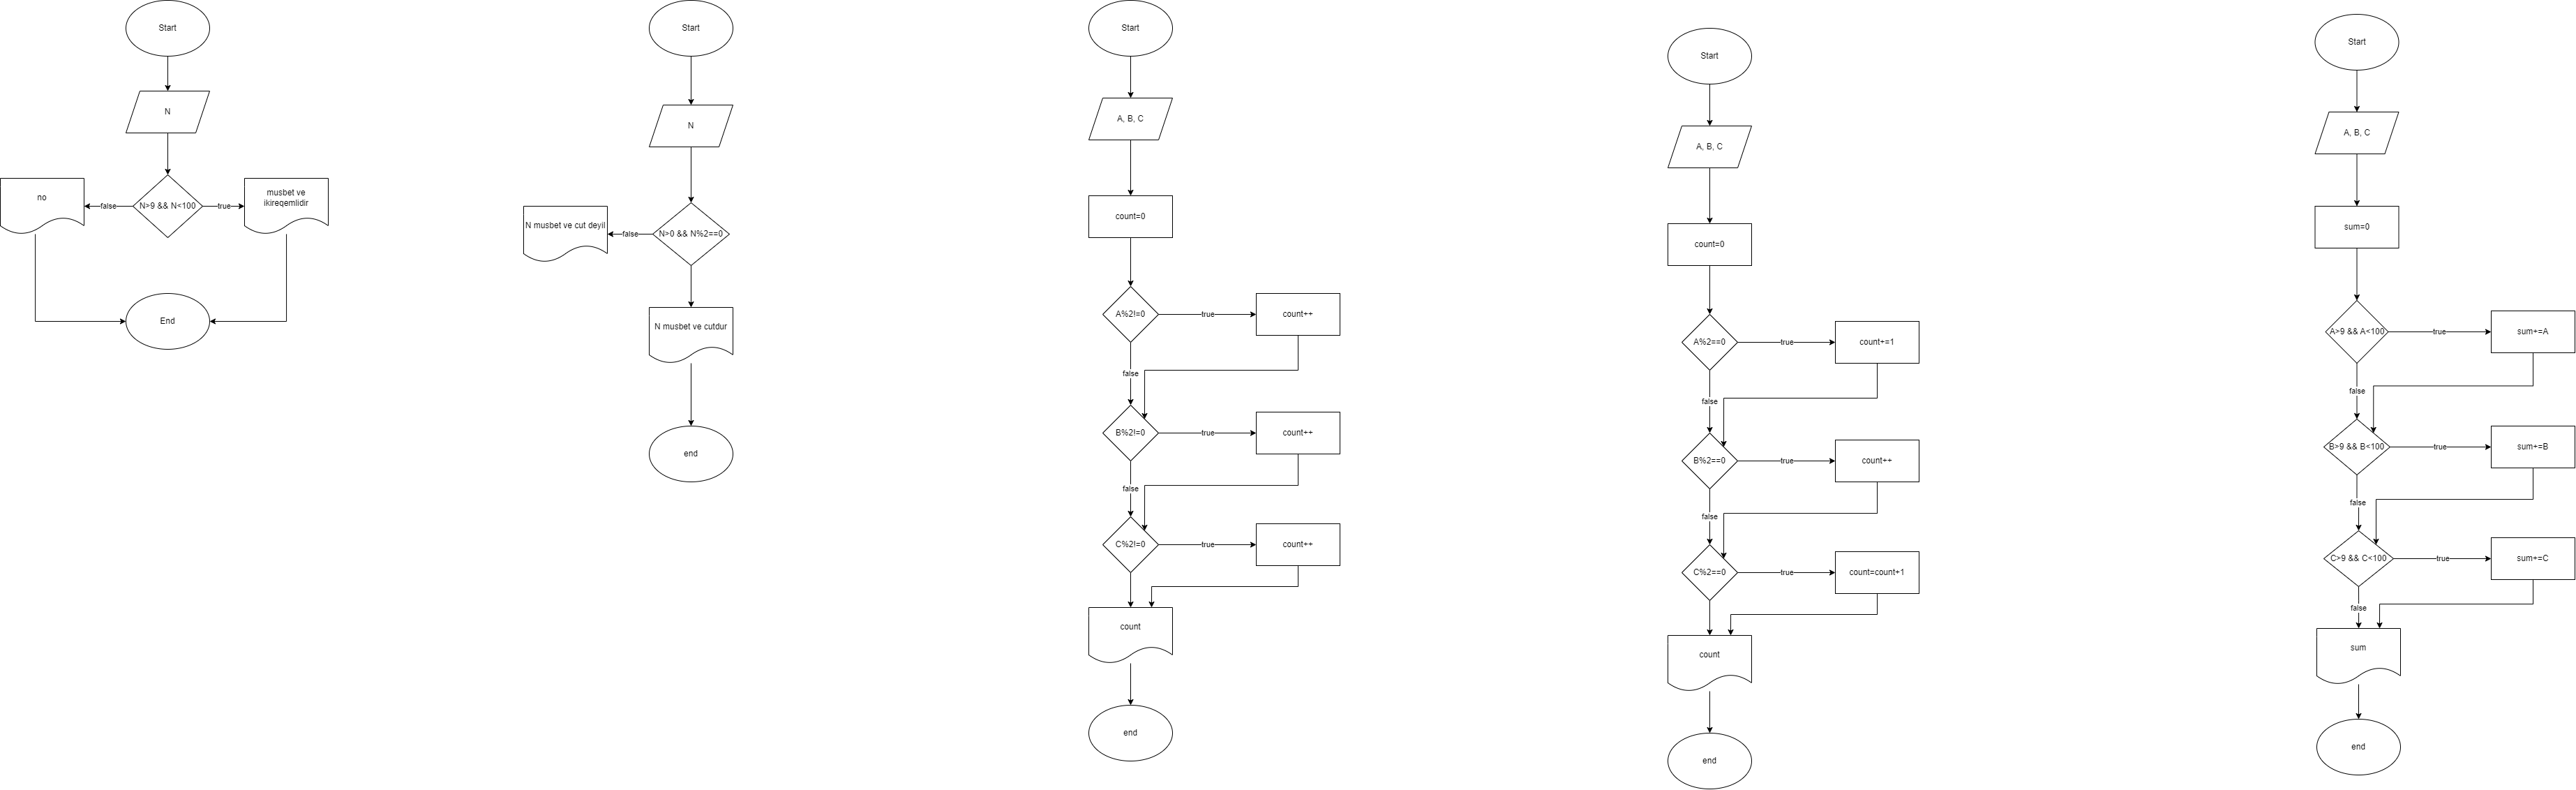 Start
N
N>9 && N<100
false
true
no
musbet ve
ikireqemlidir
End
Start
N
N>0 && N%2==0
false
N musbet ve cut deyil
N musbet ve cutdur
end
Start
A, B, C
count=0
A%2!=0
true
count++
false
B%2!=0
true
count++
false
C%2!=0
true
count++
count
end
Start
A, B, C
count=0
A%2==0
true
count+=1
false
B%2==0
true
count++
false
C%2==0
true
count=count+1
count
end
Start
A, B, C
sum=0
A>9 && A<100
true
sum+=A
false
B>9 && B<100
true
sum+=B
false
C>9 && C<100
true
sum+=C
false
sum
end